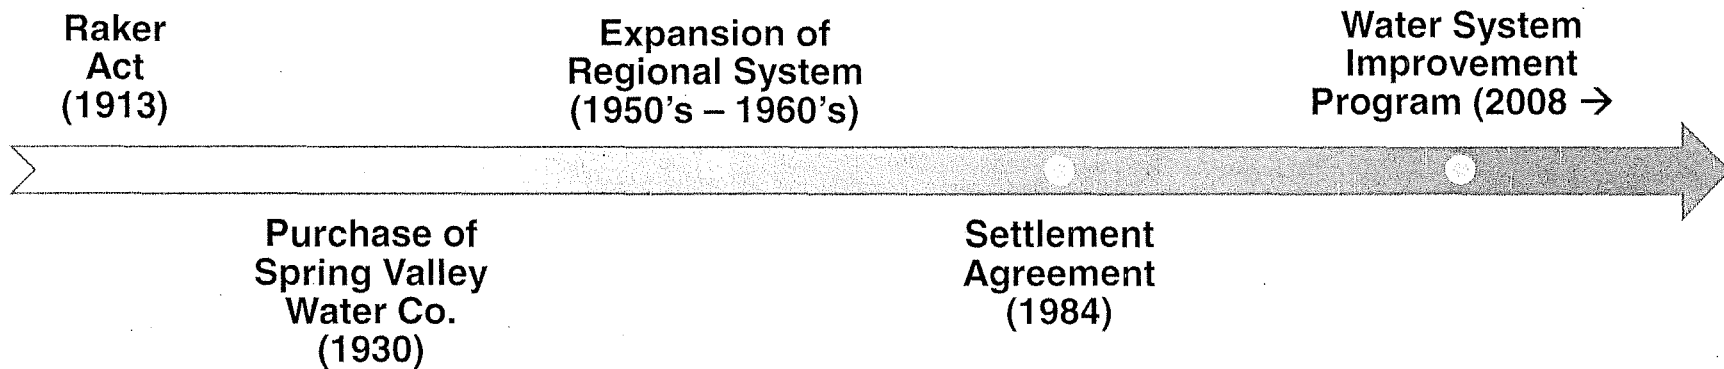 Raker
Act
(1913)
Purchase of
Spring Valley
Water Co.
(1930)
Expansion of
Regional System
(1950's – 1960's)
Settlement
Agreement
(1984)
Water System
Improvement
Program (2008 →